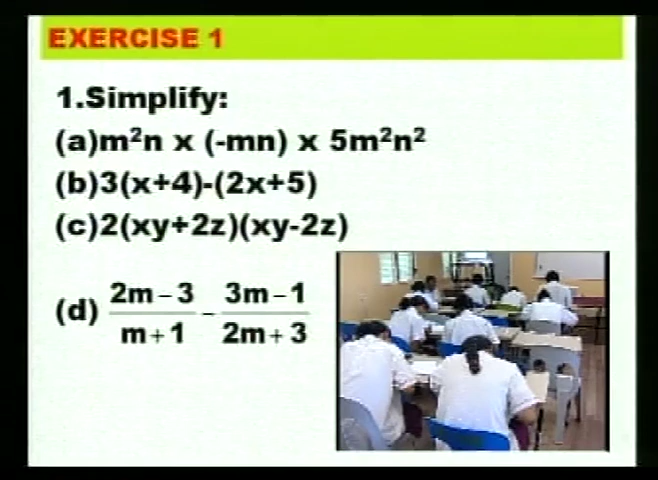 EXERCISE 1
1.Simplify:
(a)m²n x (-mn) x 5m²n²
(b)3(x+4)-(2x+5)
(c)2(xy+2z)(xy-2z)
(d) (2m – 3)/(m + 1) – (3m – 1)/(2m + 3)